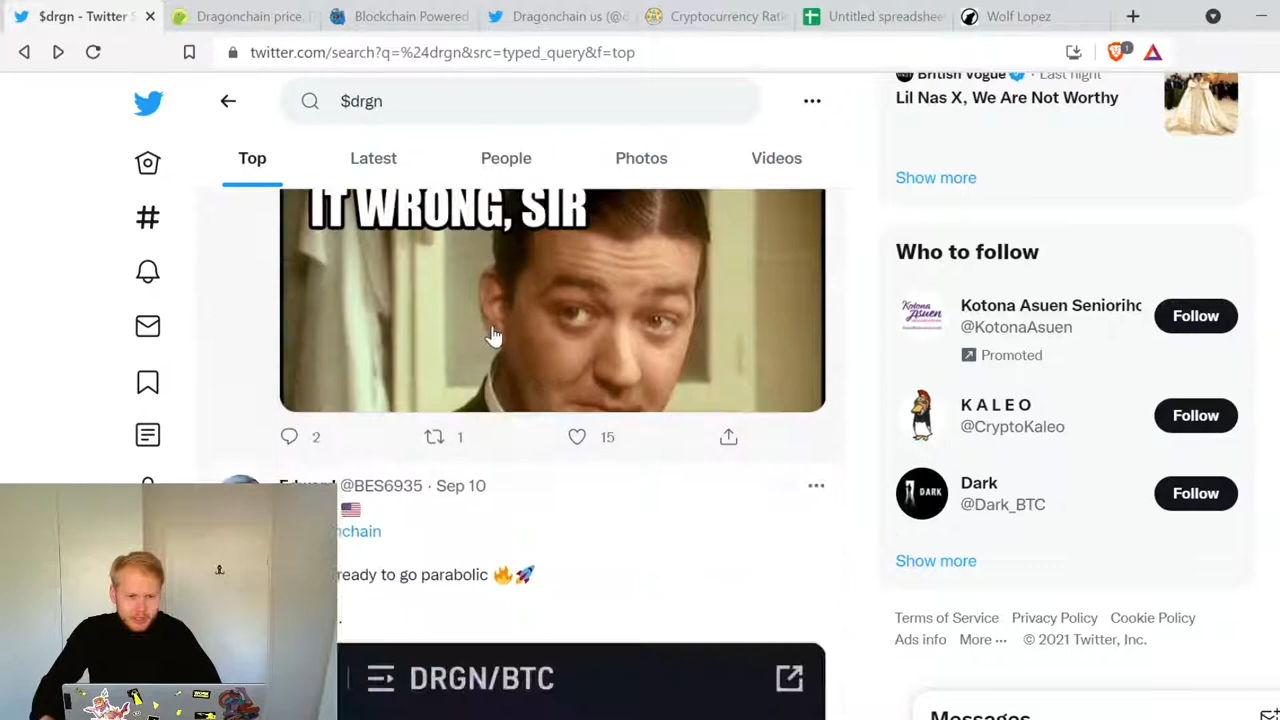 $drgn - Twitter S
Dragonchain price,
Blockchain Powered
Dragonchain us (@d
Cryptocurrency Rati
Untitled spreadshee
Wolf Lopez
twitter.com/search?q=%24drgn&src=typed_query&f=top
1
$drgn
Top
Latest
People
Photos
Videos
IT WRONG, SIR
2
1
15
@BES6935 · Sep 10
nchain
ready to go parabolic
DRGN/BTC
British Vogue · Last night
Lil Nas X, We Are Not Worthy
Show more
Who to follow
Kotona Asuen Seniorihc
@KotonaAsuen
Promoted
Follow
K A L E O
@CryptoKaleo
Follow
DARK
Dark
@Dark_BTC
Follow
Show more
Terms of Service
Privacy Policy
Cookie Policy
Ads info
More
© 2021 Twitter, Inc.
Messages